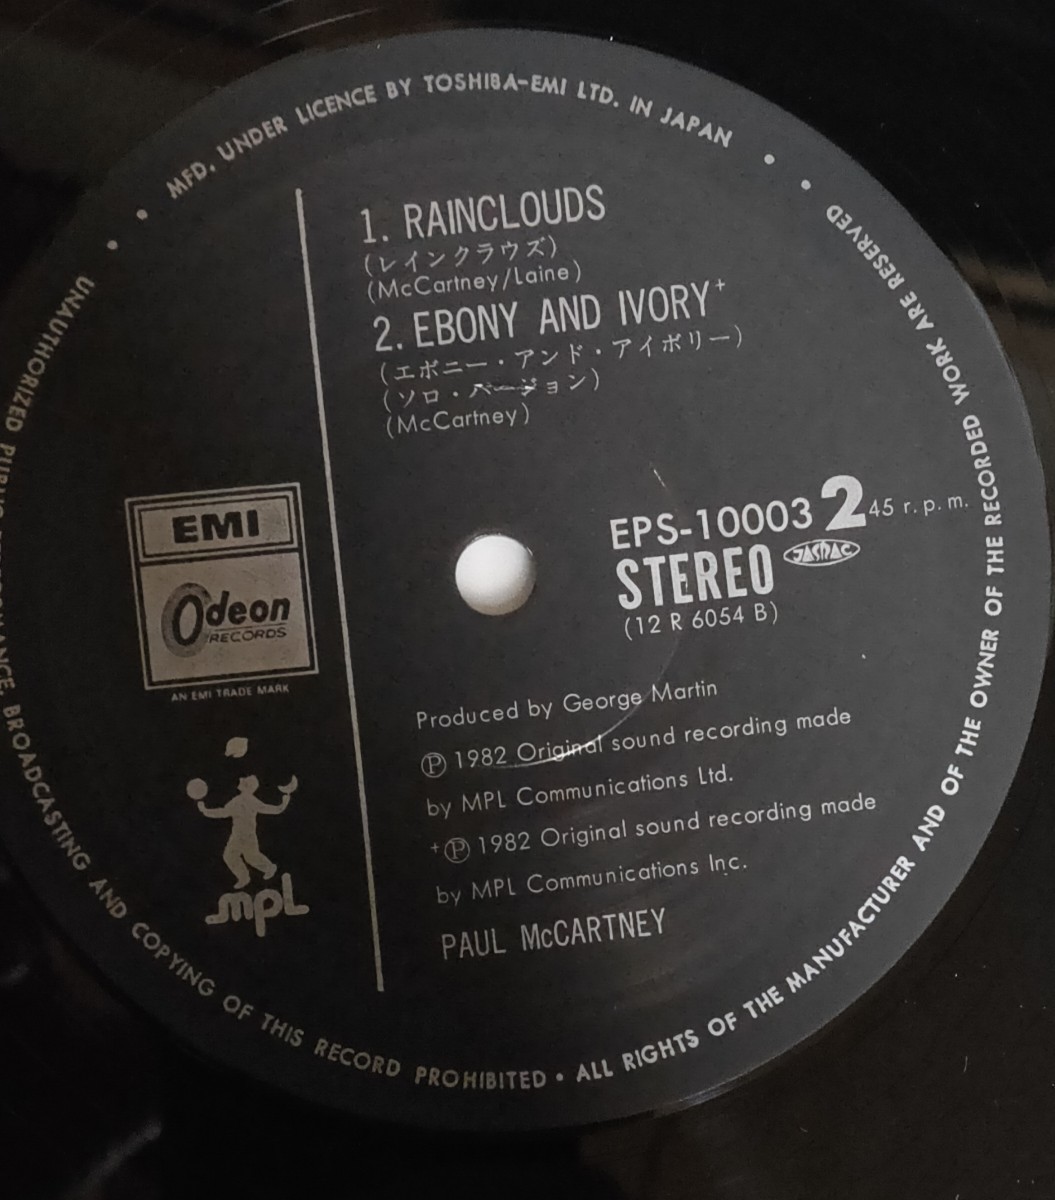 MFD. UNDER LICENCE BY TOSHIBA-EMI LTD. IN JAPAN
1. RAINCLOUDS
(レインクラウズ)
(McCartney/Laine)
2. EBONY AND IVORY+
(エボニー・アンド・アイボリー)
(ソロ・バージョン)
(McCartney)
EMI
Odeon
RECORDS
AN EMI TRADE MARK
mpL
EPS-10003 2 45 r.p.m.
STEREO JASRAC
(12 R 6054 B)
Produced by George Martin
Ⓟ 1982 Original sound recording made
by MPL Communications Ltd.
+Ⓟ 1982 Original sound recording made
by MPL Communications Inc.
PAUL McCARTNEY
UNAUTHORIZED BROADCASTING AND COPYING OF THIS RECORD PROHIBITED • ALL RIGHTS OF THE MANUFACTURER AND OF THE OWNER OF THE RECORDED WORK ARE RESERVED